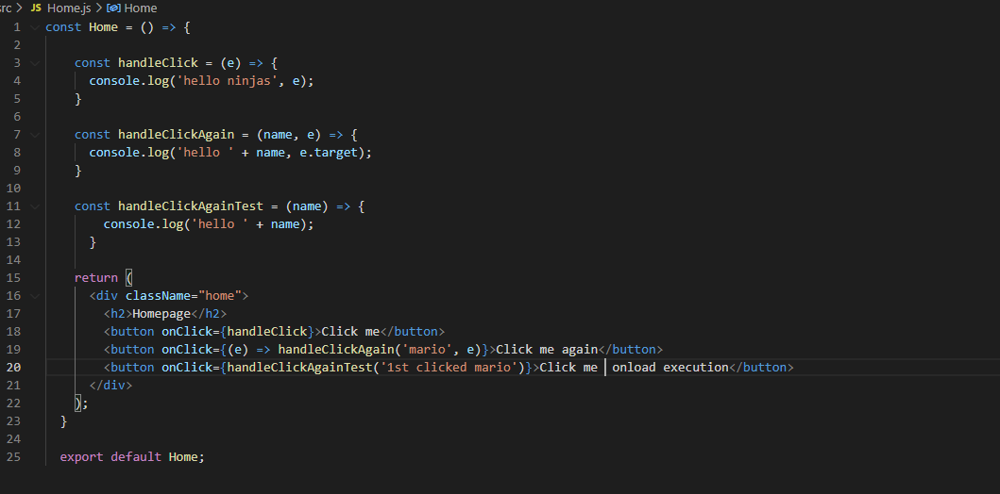 src > JS Home.js > Home
1 const Home = () => {
2
3 const handleClick = (e) => {
4 console.log('hello ninjas', e);
5 }
6
7 const handleClickAgain = (name, e) => {
8 console.log('hello ' + name, e.target);
9 }
10
11 const handleClickAgainTest = (name) => {
12 console.log('hello ' + name);
13 }
14
15 return (
16 <div className="home">
17 <h2>Homepage</h2>
18 <button onClick={handleClick}>Click me</button>
19 <button onClick={(e) => handleClickAgain('mario', e)}>Click me again</button>
20 <button onClick={handleClickAgainTest('1st clicked mario')}>Click me  onload execution</button>
21 </div>
22 );
23 }
24
25 export default Home;